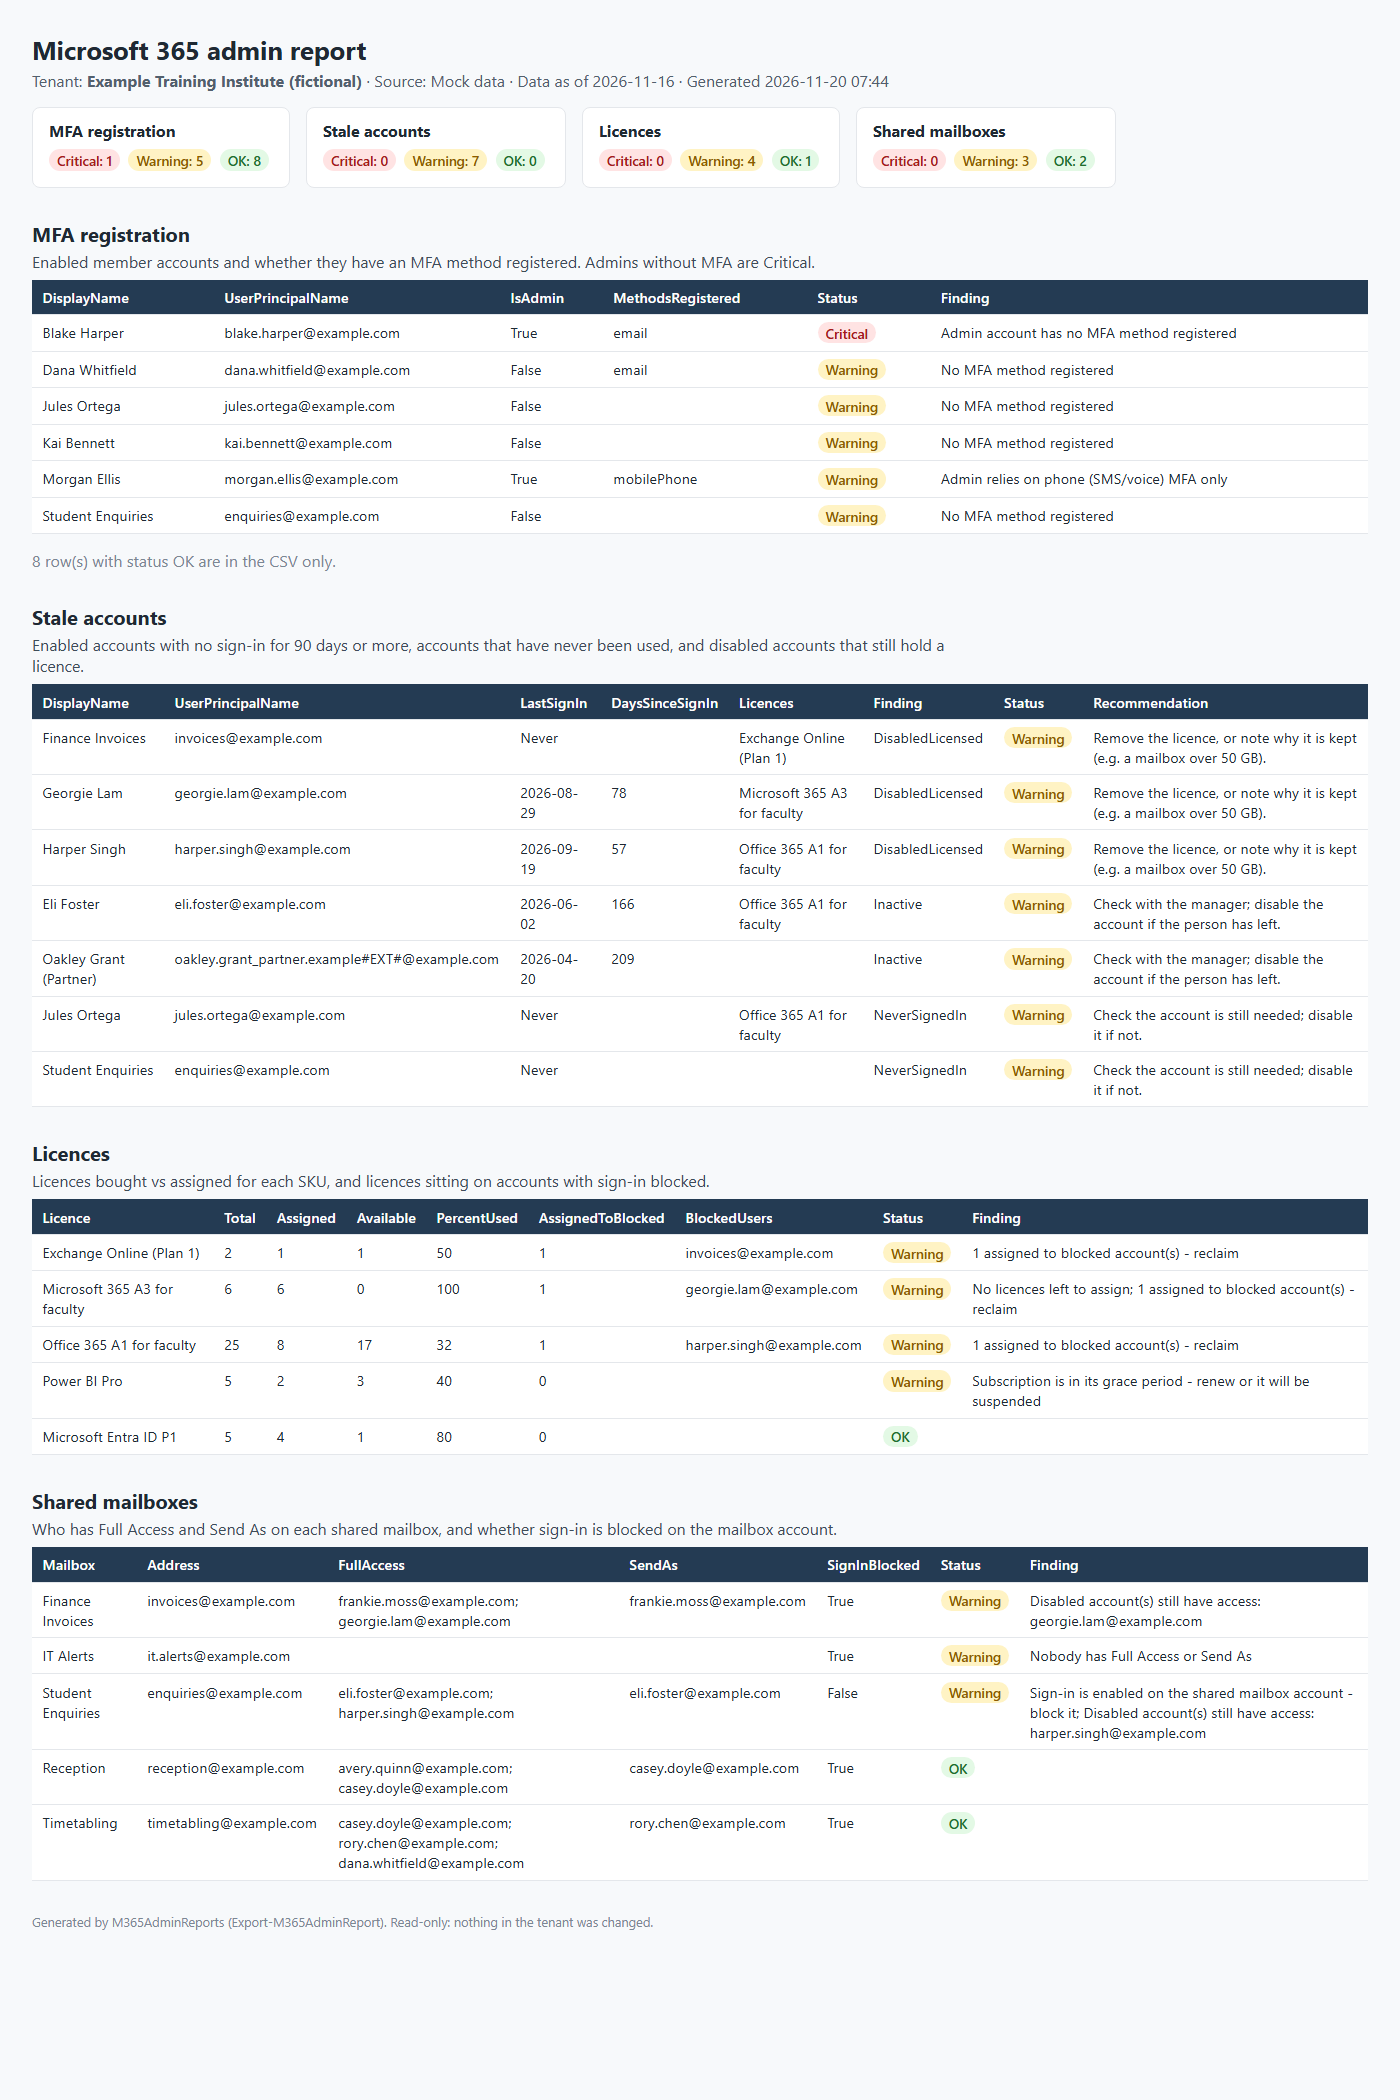 Microsoft 365 admin report
Tenant: Example Training Institute (fictional) · Source: Mock data · Data as of 2026-11-16 · Generated 2026-11-20 07:44
MFA registration
Critical: 1 Warning: 5 OK: 8
Stale accounts
Critical: 0 Warning: 7 OK: 0
Licences
Critical: 0 Warning: 4 OK: 1
Shared mailboxes
Critical: 0 Warning: 3 OK: 2
MFA registration
Enabled member accounts and whether they have an MFA method registered. Admins without MFA are Critical.
DisplayName UserPrincipalName IsAdmin MethodsRegistered Status Finding
Blake Harper blake.harper@example.com True email Critical Admin account has no MFA method registered
Dana Whitfield dana.whitfield@example.com False email Warning No MFA method registered
Jules Ortega jules.ortega@example.com False Warning No MFA method registered
Kai Bennett kai.bennett@example.com False Warning No MFA method registered
Morgan Ellis morgan.ellis@example.com True mobilePhone Warning Admin relies on phone (SMS/voice) MFA only
Student Enquiries enquiries@example.com False Warning No MFA method registered
8 row(s) with status OK are in the CSV only.
Stale accounts
Enabled accounts with no sign-in for 90 days or more, accounts that have never been used, and disabled accounts that still hold a
licence.
DisplayName UserPrincipalName LastSignIn DaysSinceSignIn Licences Finding Status Recommendation
Finance Invoices invoices@example.com Never Exchange Online DisabledLicensed Warning Remove the licence, or note why it is kept
(Plan 1) (e.g. a mailbox over 50 GB).
Georgie Lam georgie.lam@example.com 2026-08- 78 Microsoft 365 A3 DisabledLicensed Warning Remove the licence, or note why it is kept
29 for faculty (e.g. a mailbox over 50 GB).
Harper Singh harper.singh@example.com 2026-09- 57 Office 365 A1 for DisabledLicensed Warning Remove the licence, or note why it is kept
19 faculty (e.g. a mailbox over 50 GB).
Eli Foster eli.foster@example.com 2026-06- 166 Office 365 A1 for Inactive Warning Check with the manager; disable the
02 faculty account if the person has left.
Oakley Grant oakley.grant_partner.example#EXT#@example.com 2026-04- 209 Inactive Warning Check with the manager; disable the
(Partner) 20 account if the person has left.
Jules Ortega jules.ortega@example.com Never Office 365 A1 for NeverSignedIn Warning Check the account is still needed; disable
faculty it if not.
Student Enquiries enquiries@example.com Never NeverSignedIn Warning Check the account is still needed; disable
it if not.
Licences
Licences bought vs assigned for each SKU, and licences sitting on accounts with sign-in blocked.
Licence Total Assigned Available PercentUsed AssignedToBlocked BlockedUsers Status Finding
Exchange Online (Plan 1) 2 1 1 50 1 invoices@example.com Warning 1 assigned to blocked account(s) - reclaim
Microsoft 365 A3 for 6 6 0 100 1 georgie.lam@example.com Warning No licences left to assign; 1 assigned to blocked account(s) -
faculty reclaim
Office 365 A1 for faculty 25 8 17 32 1 harper.singh@example.com Warning 1 assigned to blocked account(s) - reclaim
Power BI Pro 5 2 3 40 0 Warning Subscription is in its grace period - renew or it will be
suspended
Microsoft Entra ID P1 5 4 1 80 0 OK
Shared mailboxes
Who has Full Access and Send As on each shared mailbox, and whether sign-in is blocked on the mailbox account.
Mailbox Address FullAccess SendAs SignInBlocked Status Finding
Finance invoices@example.com frankie.moss@example.com; frankie.moss@example.com True Warning Disabled account(s) still have access:
Invoices georgie.lam@example.com georgie.lam@example.com
IT Alerts it.alerts@example.com True Warning Nobody has Full Access or Send As
Student enquiries@example.com eli.foster@example.com; eli.foster@example.com False Warning Sign-in is enabled on the shared mailbox account -
Enquiries harper.singh@example.com block it; Disabled account(s) still have access:
harper.singh@example.com
Reception reception@example.com avery.quinn@example.com; casey.doyle@example.com True OK
casey.doyle@example.com
Timetabling timetabling@example.com casey.doyle@example.com; rory.chen@example.com True OK
rory.chen@example.com;
dana.whitfield@example.com
Generated by M365AdminReports (Export-M365AdminReport). Read-only: nothing in the tenant was changed.